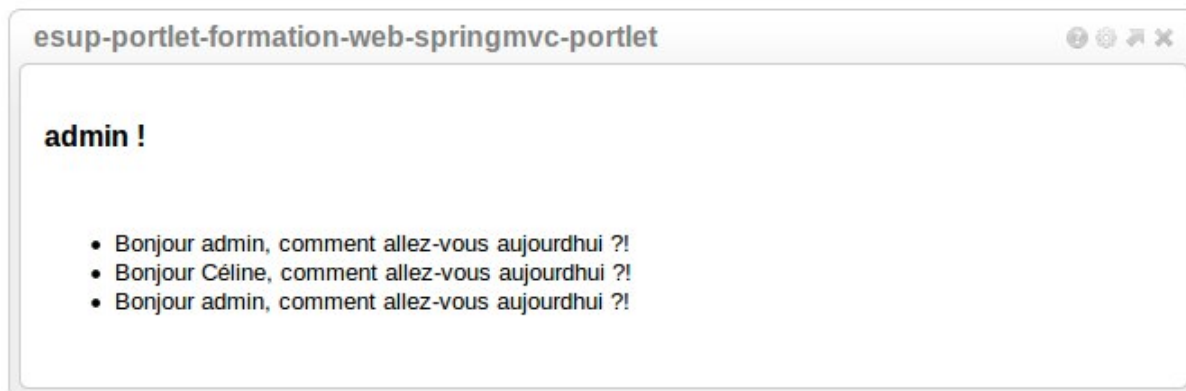 esup-portlet-formation-web-springmvc-portlet
admin !
• Bonjour admin, comment allez-vous aujourdhui ?!
• Bonjour Céline, comment allez-vous aujourdhui ?!
• Bonjour admin, comment allez-vous aujourdhui ?!